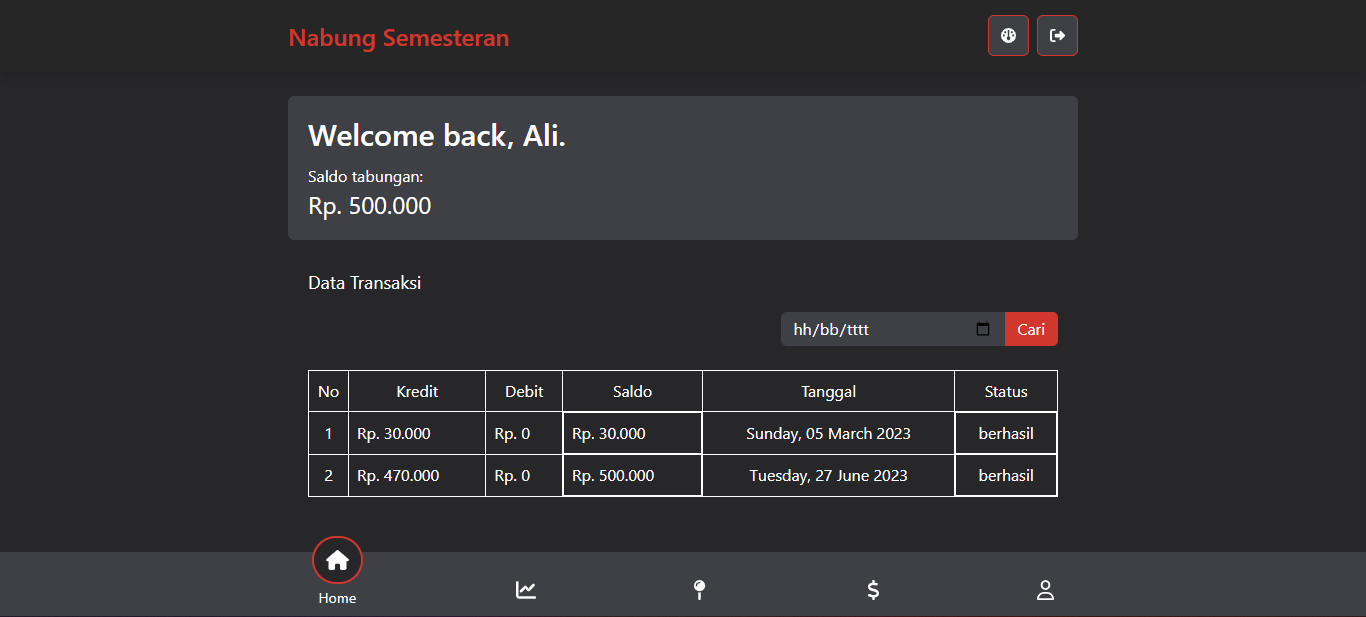 Nabung Semesteran
Welcome back, Ali.
Saldo tabungan:
Rp. 500.000
Data Transaksi
hh/bb/tttt Cari
No Kredit Debit Saldo Tanggal Status
1 Rp. 30.000 Rp. 0 Rp. 30.000 Sunday, 05 March 2023 berhasil
2 Rp. 470.000 Rp. 0 Rp. 500.000 Tuesday, 27 June 2023 berhasil
Home